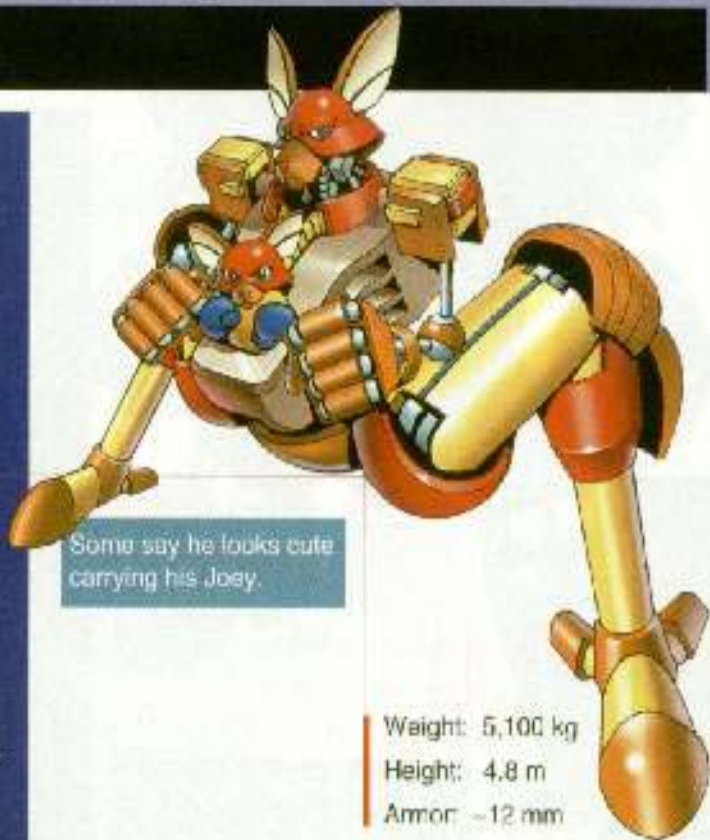 Some say he looks cute
carrying his Joey.
Weight: 5,100 kg
Height: 4.8 m
Armor: ~12 mm